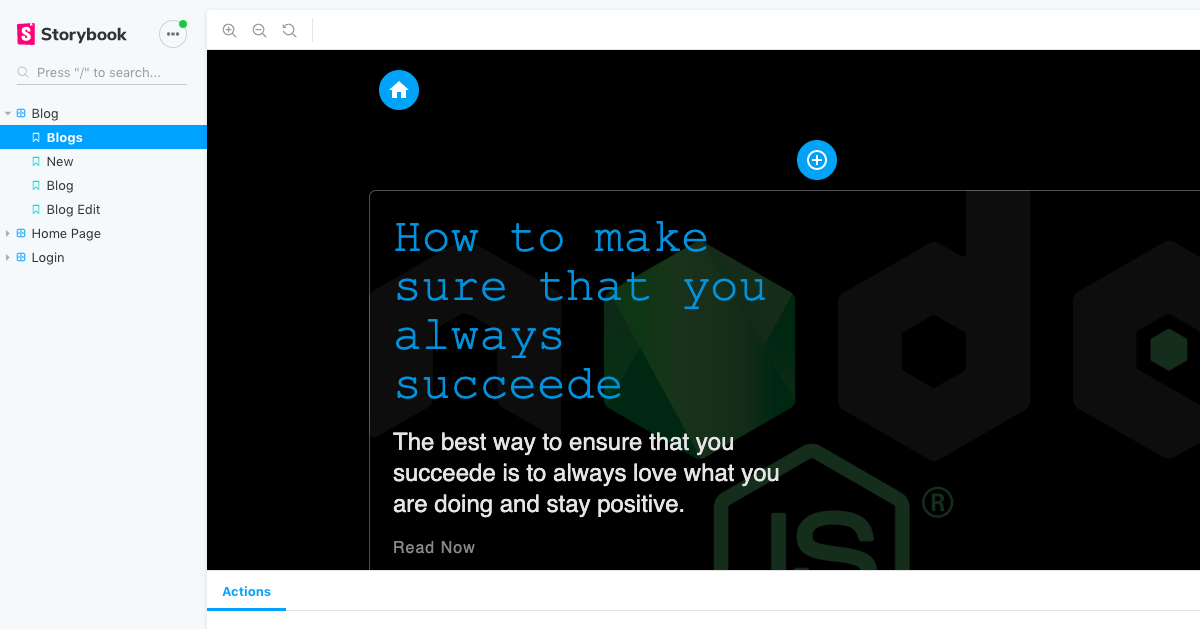 Storybook
Press "/" to search...
Blog
Blogs
New
Blog
Blog Edit
Home Page
Login
How to make
sure that you
always
succeede
The best way to ensure that you
succeede is to always love what you
are doing and stay positive.
Read Now
JS ®
Actions